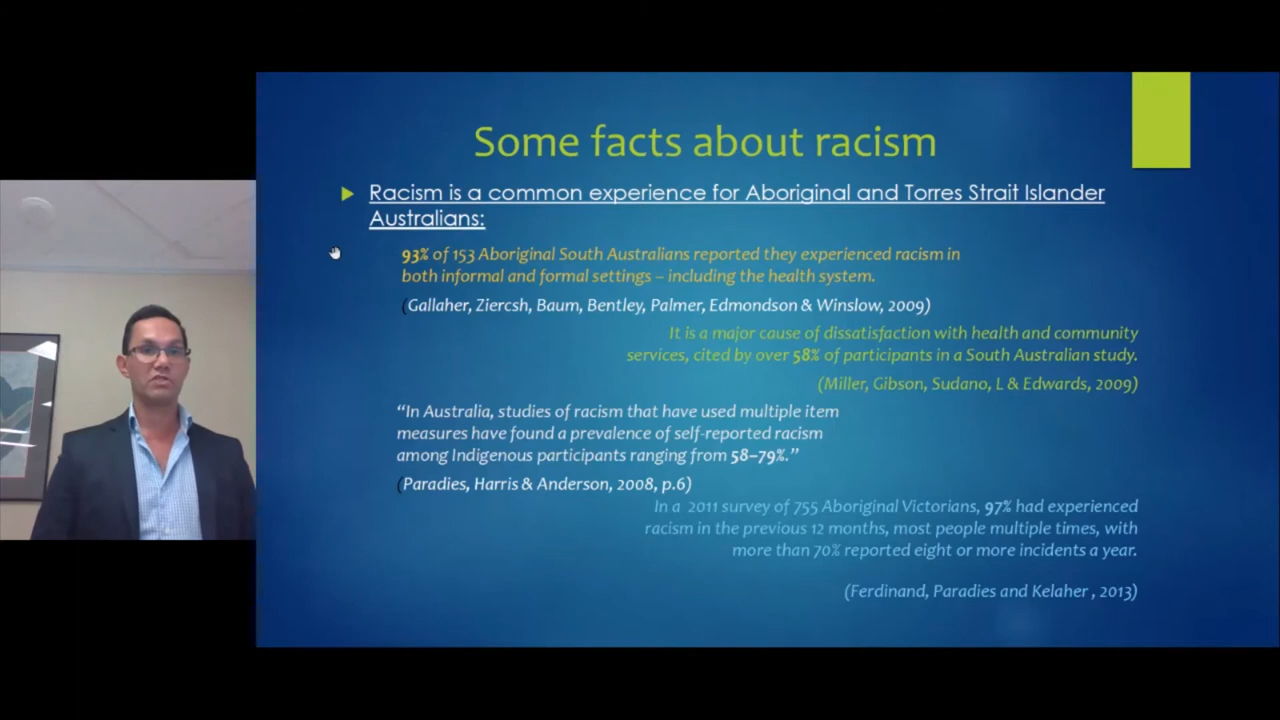 Some facts about racism
Racism is a common experience for Aboriginal and Torres Strait Islander
Australians:
93% of 153 Aboriginal South Australians reported they experienced racism in
both informal and formal settings – including the health system.
(Gallaher, Ziercsh, Baum, Bentley, Palmer, Edmondson & Winslow, 2009)
It is a major cause of dissatisfaction with health and community
services, cited by over 58% of participants in a South Australian study.
(Miller, Gibson, Sudano, L & Edwards, 2009)
“In Australia, studies of racism that have used multiple item
measures have found a prevalence of self-reported racism
among Indigenous participants ranging from 58–79%.”
(Paradies, Harris & Anderson, 2008, p.6)
In a 2011 survey of 755 Aboriginal Victorians, 97% had experienced
racism in the previous 12 months, most people multiple times, with
more than 70% reported eight or more incidents a year.
(Ferdinand, Paradies and Kelaher , 2013)